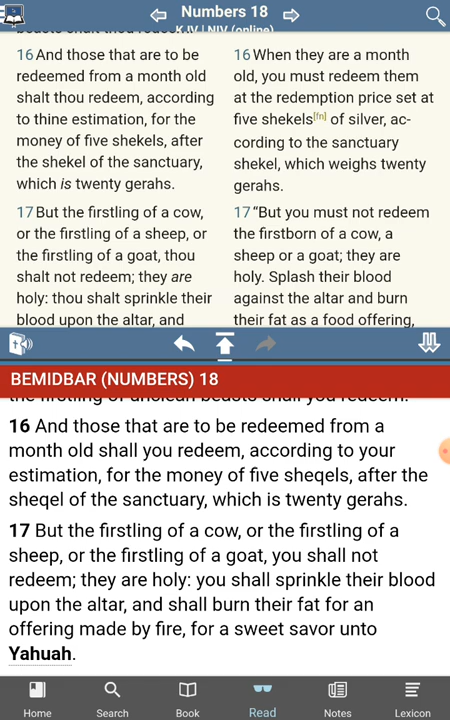 Numbers 18
KJV | NIV (online)
16 And those that are to be
redeemed from a month old
shalt thou redeem, according
to thine estimation, for the
money of five shekels, after
the shekel of the sanctuary,
which is twenty gerahs.
17 But the firstling of a cow,
or the firstling of a sheep, or
the firstling of a goat, thou
shalt not redeem; they are
holy: thou shalt sprinkle their
blood upon the altar, and
16 When they are a month
old, you must redeem them
at the redemption price set at
five shekels[fn] of silver, ac-
cording to the sanctuary
shekel, which weighs twenty
gerahs.
17 “But you must not redeem
the firstborn of a cow, a
sheep or a goat; they are
holy. Splash their blood
against the altar and burn
their fat as a food offering,
BEMIDBAR (NUMBERS) 18
the firstling of unclean beasts shall you redeem.
16 And those that are to be redeemed from a
month old shall you redeem, according to your
estimation, for the money of five sheqels, after the
sheqel of the sanctuary, which is twenty gerahs.
17 But the firstling of a cow, or the firstling of a
sheep, or the firstling of a goat, you shall not
redeem; they are holy: you shall sprinkle their blood
upon the altar, and shall burn their fat for an
offering made by fire, for a sweet savor unto
Yahuah.
Home Search Book Read Notes Lexicon